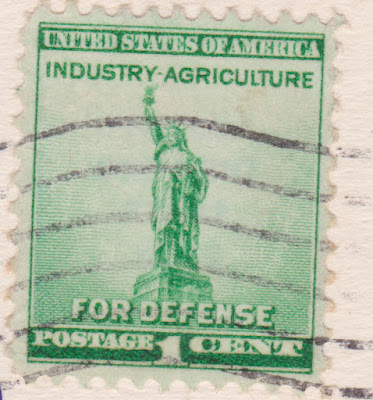 UNITED STATES OF AMERICA
INDUSTRY-AGRICULTURE
FOR DEFENSE
POSTAGE 1 CENT